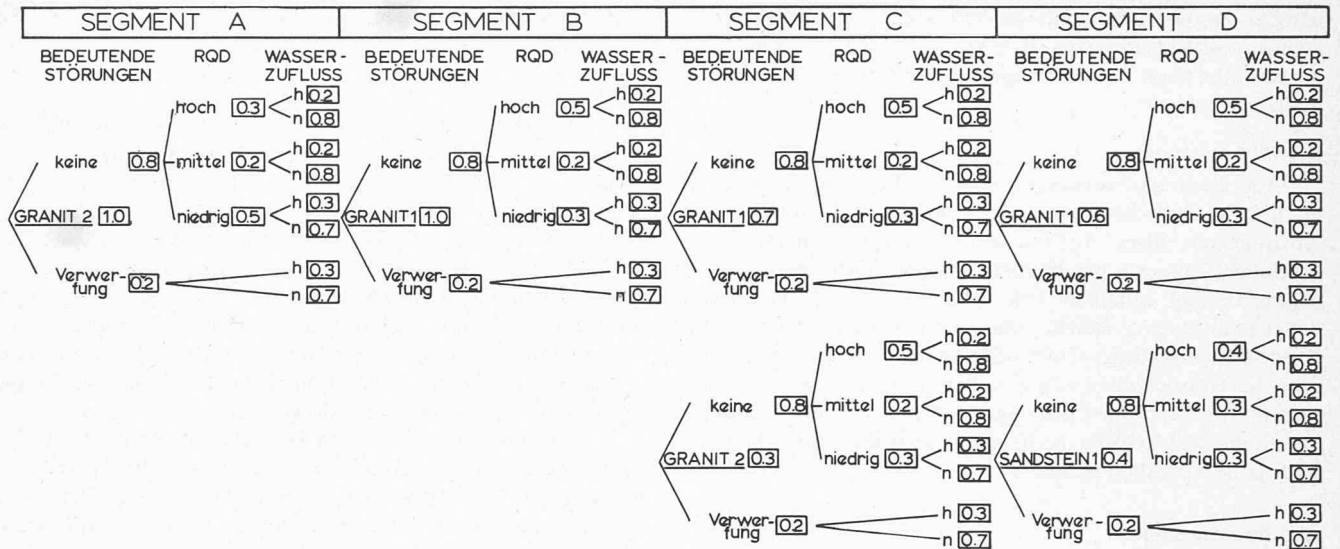 SEGMENT A
BEDEUTENDE
STÖRUNGEN
RQD
WASSER-
ZUFLUSS
GRANIT 2 1.0
keine 0.8
hoch 0.3
h 0.2
n 0.8
mittel 0.2
h 0.2
n 0.8
niedrig 0.5
h 0.3
n 0.7
Verwer-
fung 0.2
h 0.3
n 0.7
SEGMENT B
BEDEUTENDE
STÖRUNGEN
RQD
WASSER-
ZUFLUSS
GRANIT 1 1.0
keine 0.8
hoch 0.5
h 0.2
n 0.8
mittel 0.2
h 0.2
n 0.8
niedrig 0.3
h 0.3
n 0.7
Verwer-
fung 0.2
h 0.3
n 0.7
SEGMENT C
BEDEUTENDE
STÖRUNGEN
RQD
WASSER-
ZUFLUSS
GRANIT 1 0.7
keine 0.8
hoch 0.5
h 0.2
n 0.8
mittel 0.2
h 0.2
n 0.8
niedrig 0.3
h 0.3
n 0.7
Verwer-
fung 0.2
h 0.3
n 0.7
GRANIT 2 0.3
keine 0.8
hoch 0.5
h 0.2
n 0.8
mittel 0.2
h 0.2
n 0.8
niedrig 0.3
h 0.3
n 0.7
Verwer-
fung 0.2
h 0.3
n 0.7
SEGMENT D
BEDEUTENDE
STÖRUNGEN
RQD
WASSER-
ZUFLUSS
GRANIT 1 0.6
keine 0.8
hoch 0.5
h 0.2
n 0.8
mittel 0.2
h 0.2
n 0.8
niedrig 0.3
h 0.3
n 0.7
Verwer-
fung 0.2
h 0.3
n 0.7
SANDSTEIN 1 0.4
keine 0.8
hoch 0.4
h 0.2
n 0.8
mittel 0.3
h 0.2
n 0.8
niedrig 0.3
h 0.3
n 0.7
Verwer-
fung 0.2
h 0.3
n 0.7